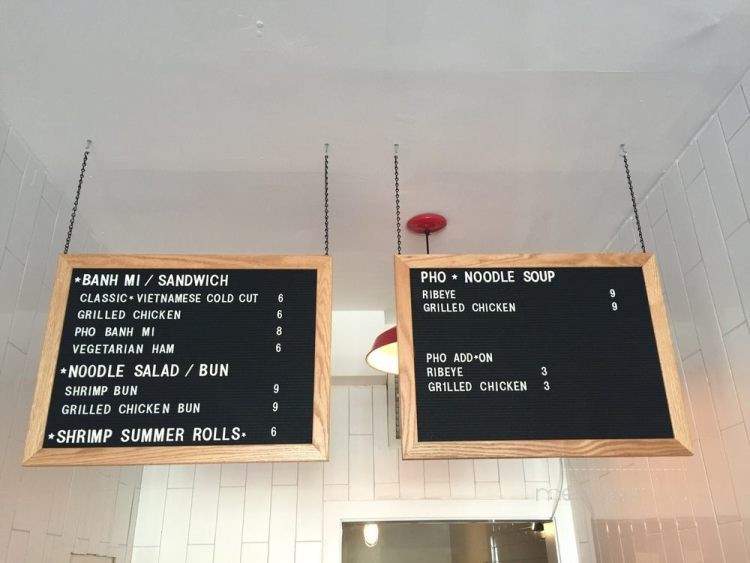 *BANH MI / SANDWICH
CLASSIC* VIETNAMESE COLD CUT 6
GRILLED CHICKEN 6
PHO BANH MI 8
VEGETARIAN HAM 6
*NOODLE SALAD / BUN
SHRIMP BUN 9
GRILLED CHICKEN BUN 9
*SHRIMP SUMMER ROLLS* 6
PHO * NOODLE SOUP
RIBEYE 9
GRILLED CHICKEN 9
PHO ADD*ON
RIBEYE 3
GR1LLED CHICKEN 3